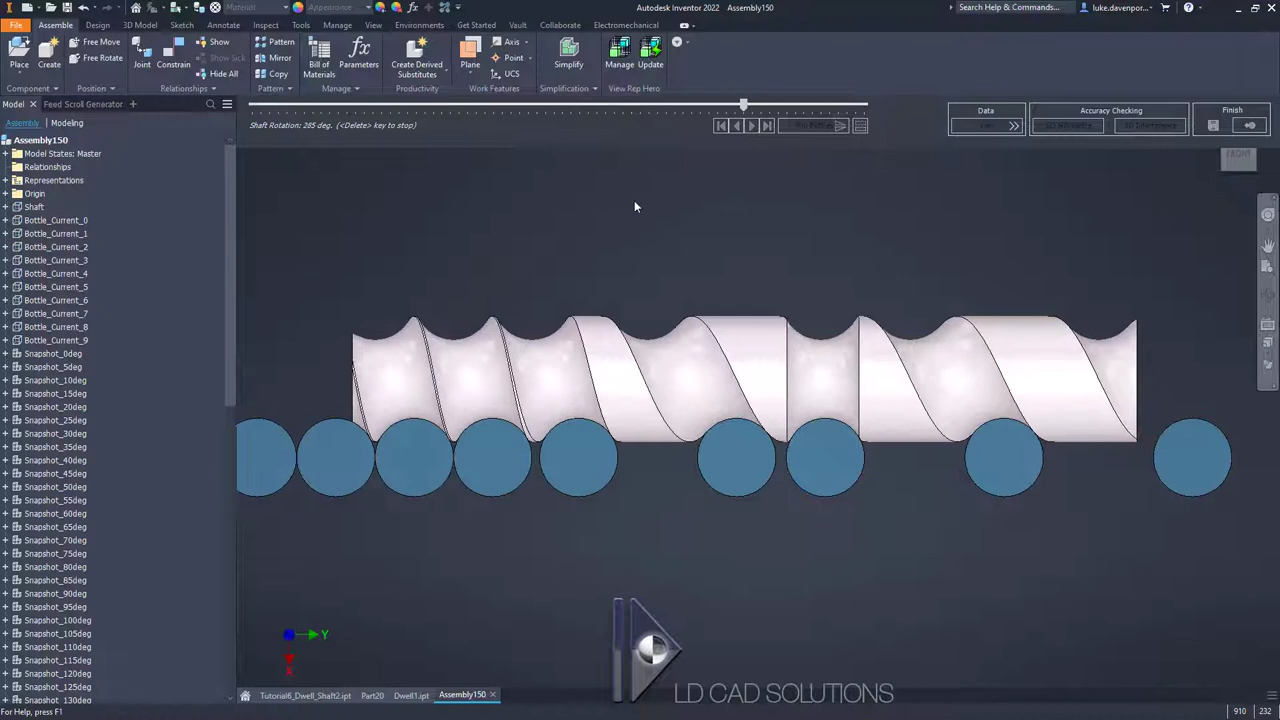 Material
Appearance
Autodesk Inventor 2022 Assembly150
Search Help & Commands...
luke.davenpor...
File Assemble Design 3D Model Sketch Annotate Inspect Tools Manage View Environments Get Started Vault Collaborate Electromechanical
Place Create Free Move Free Rotate Joint Constrain Show Show Sick Hide All Pattern Mirror Copy Bill of Materials Parameters Create Derived Substitutes Plane Axis Point UCS Simplify Manage Update
Component Position Relationships Pattern Manage Productivity Work Features Simplification View Rep Hero
Model Feed Scroll Generator
Assembly Modeling
Shaft Rotation: 285 deg. (<Delete> key to stop)
Data Accuracy Checking Finish
FRONT
Assembly150
Model States: Master
Relationships
Representations
Origin
Shaft
Bottle_Current_0
Bottle_Current_1
Bottle_Current_2
Bottle_Current_3
Bottle_Current_4
Bottle_Current_5
Bottle_Current_6
Bottle_Current_7
Bottle_Current_8
Bottle_Current_9
Snapshot_0deg
Snapshot_5deg
Snapshot_10deg
Snapshot_15deg
Snapshot_20deg
Snapshot_25deg
Snapshot_30deg
Snapshot_35deg
Snapshot_40deg
Snapshot_45deg
Snapshot_50deg
Snapshot_55deg
Snapshot_60deg
Snapshot_65deg
Snapshot_70deg
Snapshot_75deg
Snapshot_80deg
Snapshot_85deg
Snapshot_90deg
Snapshot_95deg
Snapshot_100deg
Snapshot_105deg
Snapshot_110deg
Snapshot_115deg
Snapshot_120deg
Snapshot_125deg
Snapshot_130deg
Y
X
LD CAD SOLUTIONS
Tutorial6_Dwell_Shaft2.ipt Part20 Dwell1.ipt Assembly150
For Help, press F1
910 232